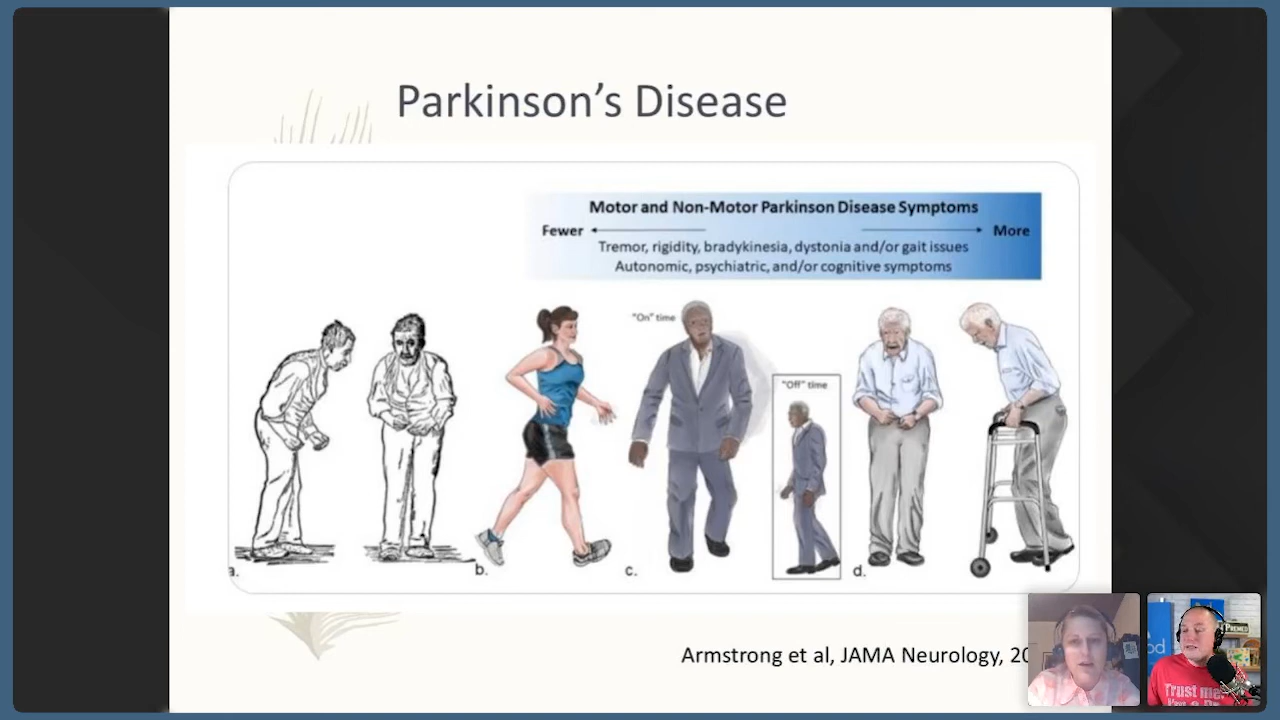 Parkinson's Disease
Motor and Non-Motor Parkinson Disease Symptoms
Fewer
More
Tremor, rigidity, bradykinesia, dystonia and/or gait issues
Autonomic, psychiatric, and/or cognitive symptoms
"On" time
"Off" time
a.
b.
c.
d.
Armstrong et al, JAMA Neurology, 20
Trust me,